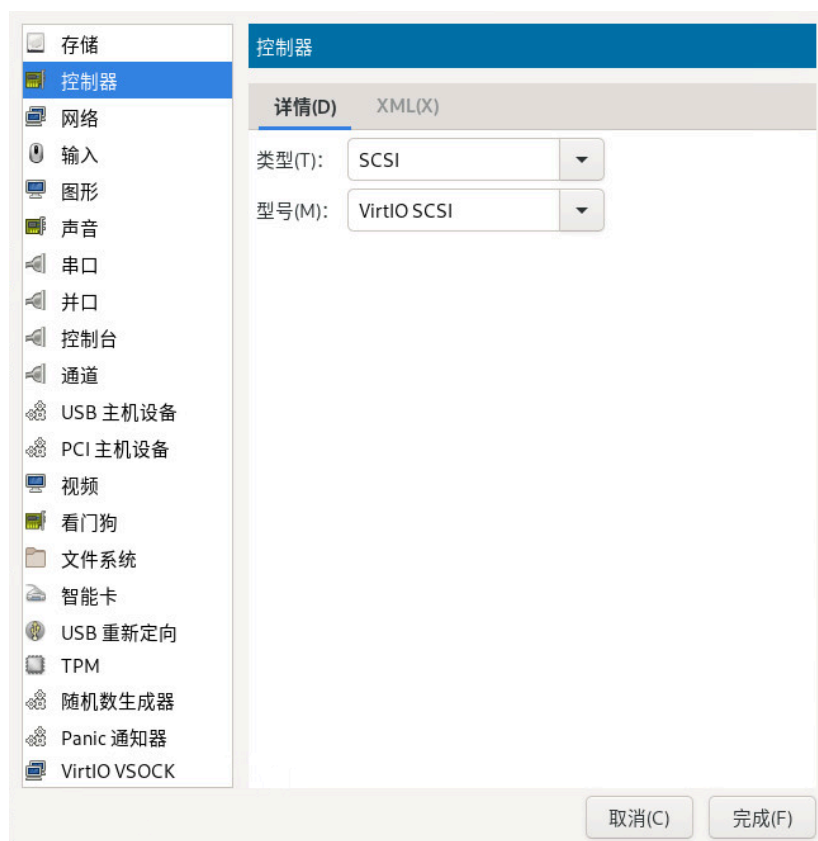 存储
控制器
网络
输入
图形
声音
串口
并口
控制台
通道
USB 主机设备
PCI 主机设备
视频
看门狗
文件系统
智能卡
USB 重新定向
TPM
随机数生成器
Panic 通知器
VirtIO VSOCK
控制器
详情(D) XML(X)
类型(T): SCSI
型号(M): VirtIO SCSI
取消(C) 完成(F)